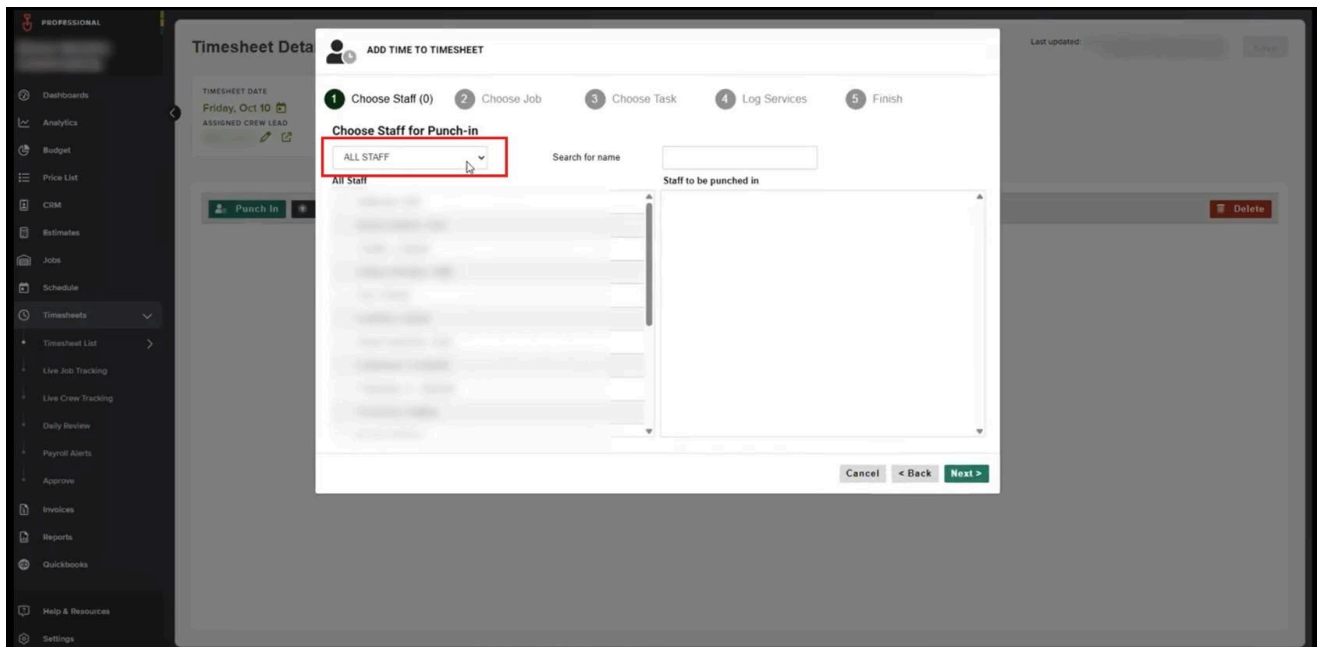 PROFESSIONAL
Dashboards
Analytics
Budget
Price List
CRM
Estimates
Jobs
Schedule
Timesheets
Timesheet List
Live Job Tracking
Live Crew Tracking
Daily Review
Payroll Alerts
Approve
Invoices
Reports
Quickbooks
Help & Resources
Settings
Timesheet Deta
Last updated:
TIMESHEET DATE
Friday, Oct 10
ASSIGNED CREW LEAD
Punch In
Delete
ADD TIME TO TIMESHEET
1 Choose Staff (0) 2 Choose Job 3 Choose Task 4 Log Services 5 Finish
Choose Staff for Punch-in
ALL STAFF Search for name
All Staff Staff to be punched in
Cancel < Back Next >